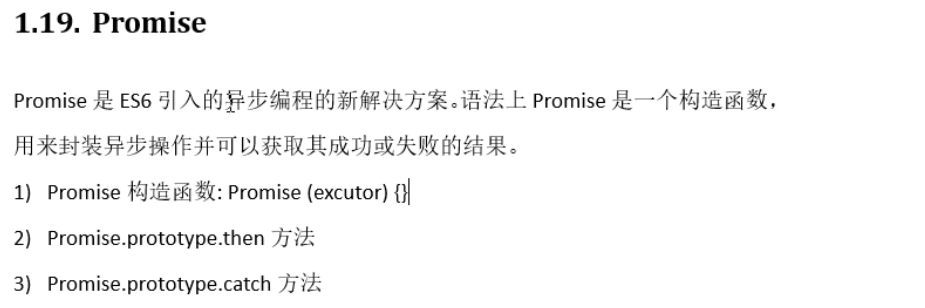 1.19. Promise
Promise 是 ES6 引入的异步编程的新解决方案。语法上 Promise 是一个构造函数，
用来封装异步操作并可以获取其成功或失败的结果。
1) Promise 构造函数: Promise (excutor) {}
2) Promise.prototype.then 方法
3) Promise.prototype.catch 方法